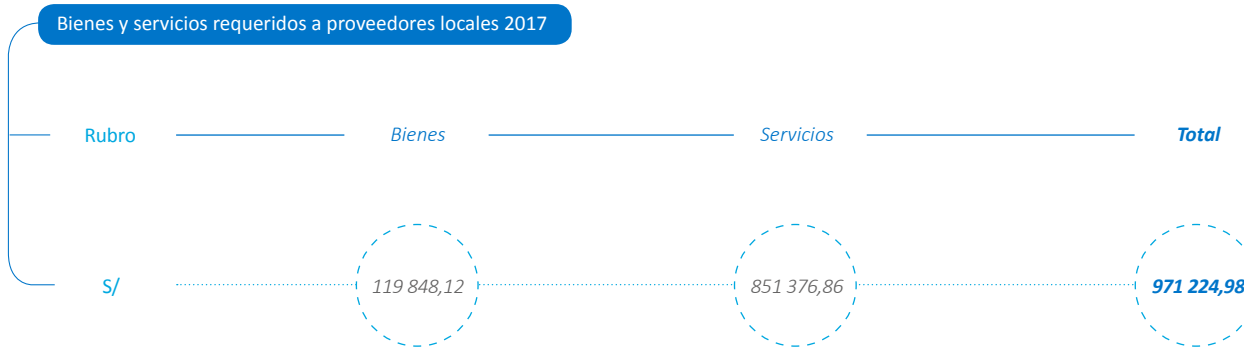 Bienes y servicios requeridos a proveedores locales 2017
Rubro Bienes Servicios Total
S/ 119 848,12 851 376,86 971 224,98